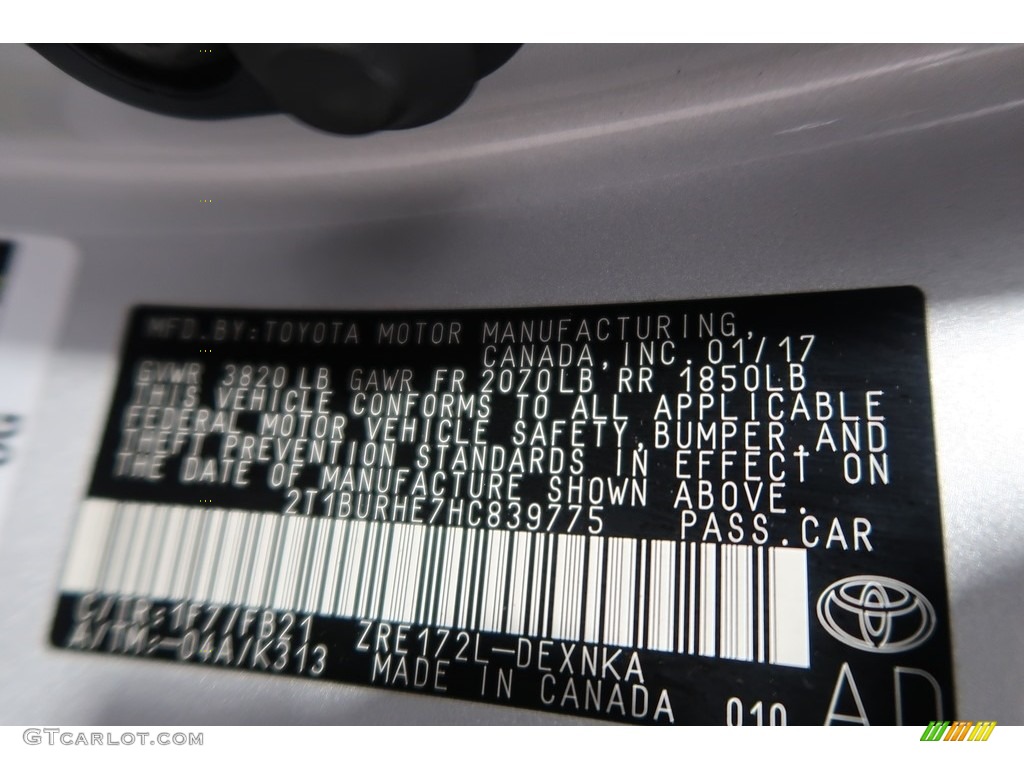 MFD. BY: TOYOTA MOTOR MANUFACTURING,
CANADA, INC. 01/17
GVWR 3820 LB GAWR FR 2070LB, RR 1850LB
THIS VEHICLE CONFORMS TO ALL APPLICABLE
FEDERAL MOTOR VEHICLE SAFETY, BUMPER, AND
THEFT PREVENTION STANDARDS IN EFFECT ON
THE DATE OF MANUFACTURE SHOWN ABOVE.
2T1BURHE7HC839775 PASS. CAR
C/TR: 1F7/FB21 ZRE172L-DEXNKA
A/TM: -04A/K313 MADE IN CANADA 010 AD
GTcarlot.com